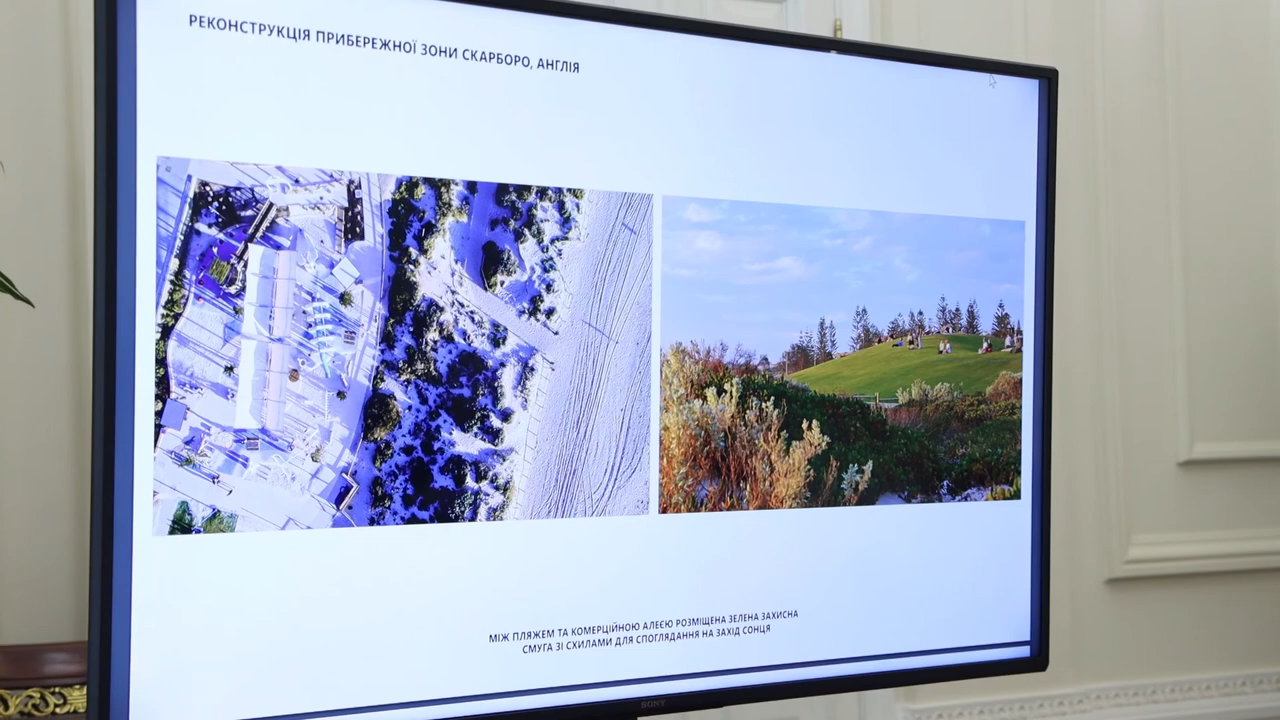 РЕКОНСТРУКЦІЯ ПРИБЕРЕЖНОЇ ЗОНИ СКАРБОРО, АНГЛІЯ
МІЖ ПЛЯЖЕМ ТА КОМЕРЦІЙНОЮ АЛЕЄЮ РОЗМІЩЕНА ЗЕЛЕНА ЗАХИСНА
СМУГА ЗІ СХИЛАМИ ДЛЯ СПОГЛЯДАННЯ НА ЗАХІД СОНЦЯ
SONY